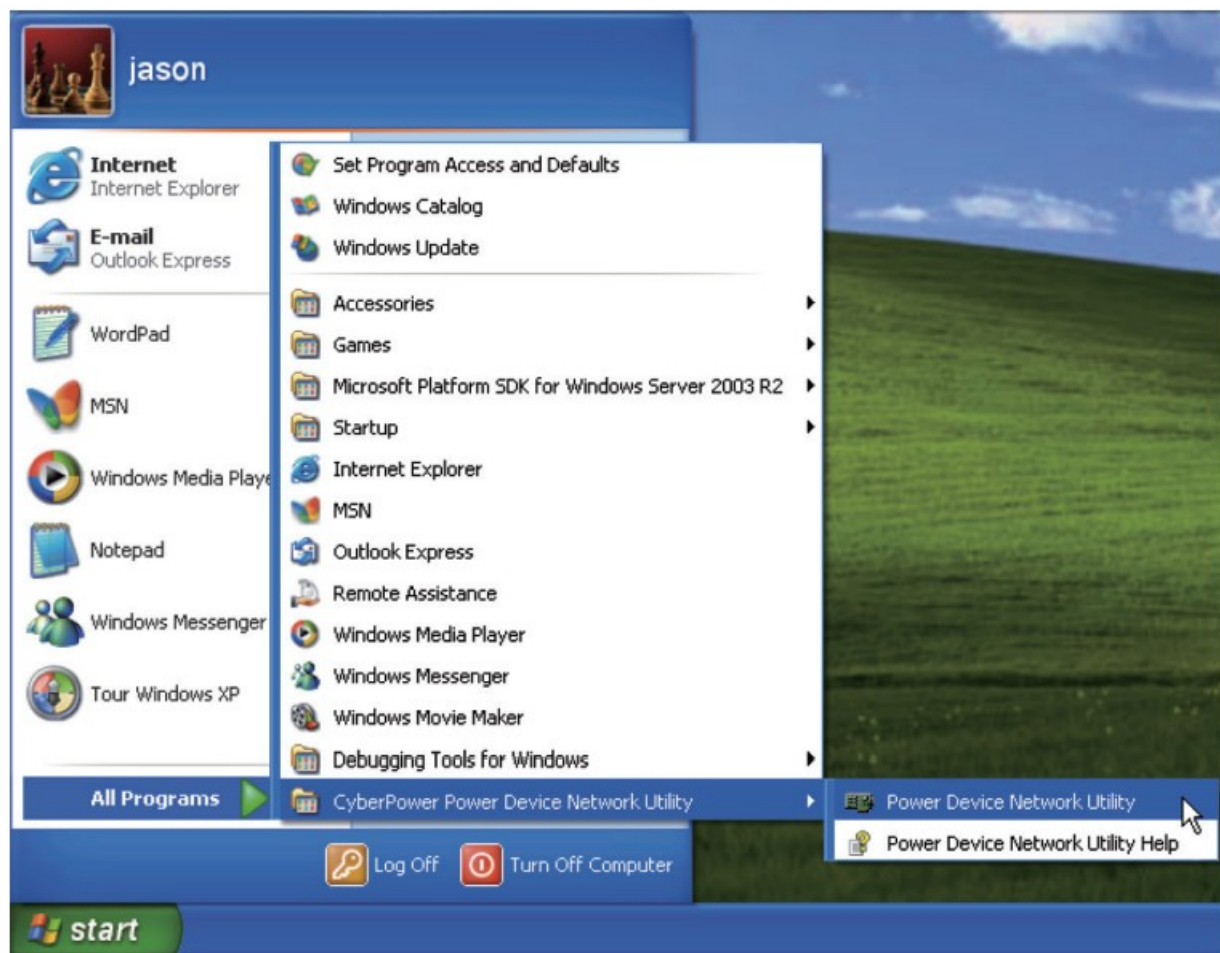 jason
Internet
Internet Explorer
E-mail
Outlook Express
WordPad
MSN
Windows Media Playe
Notepad
Windows Messenger
Tour Windows XP
All Programs
Set Program Access and Defaults
Windows Catalog
Windows Update
Accessories
Games
Microsoft Platform SDK for Windows Server 2003 R2
Startup
Internet Explorer
MSN
Outlook Express
Remote Assistance
Windows Media Player
Windows Messenger
Windows Movie Maker
Debugging Tools for Windows
CyberPower Power Device Network Utility
Power Device Network Utility
Power Device Network Utility Help
Log Off
Turn Off Computer
start